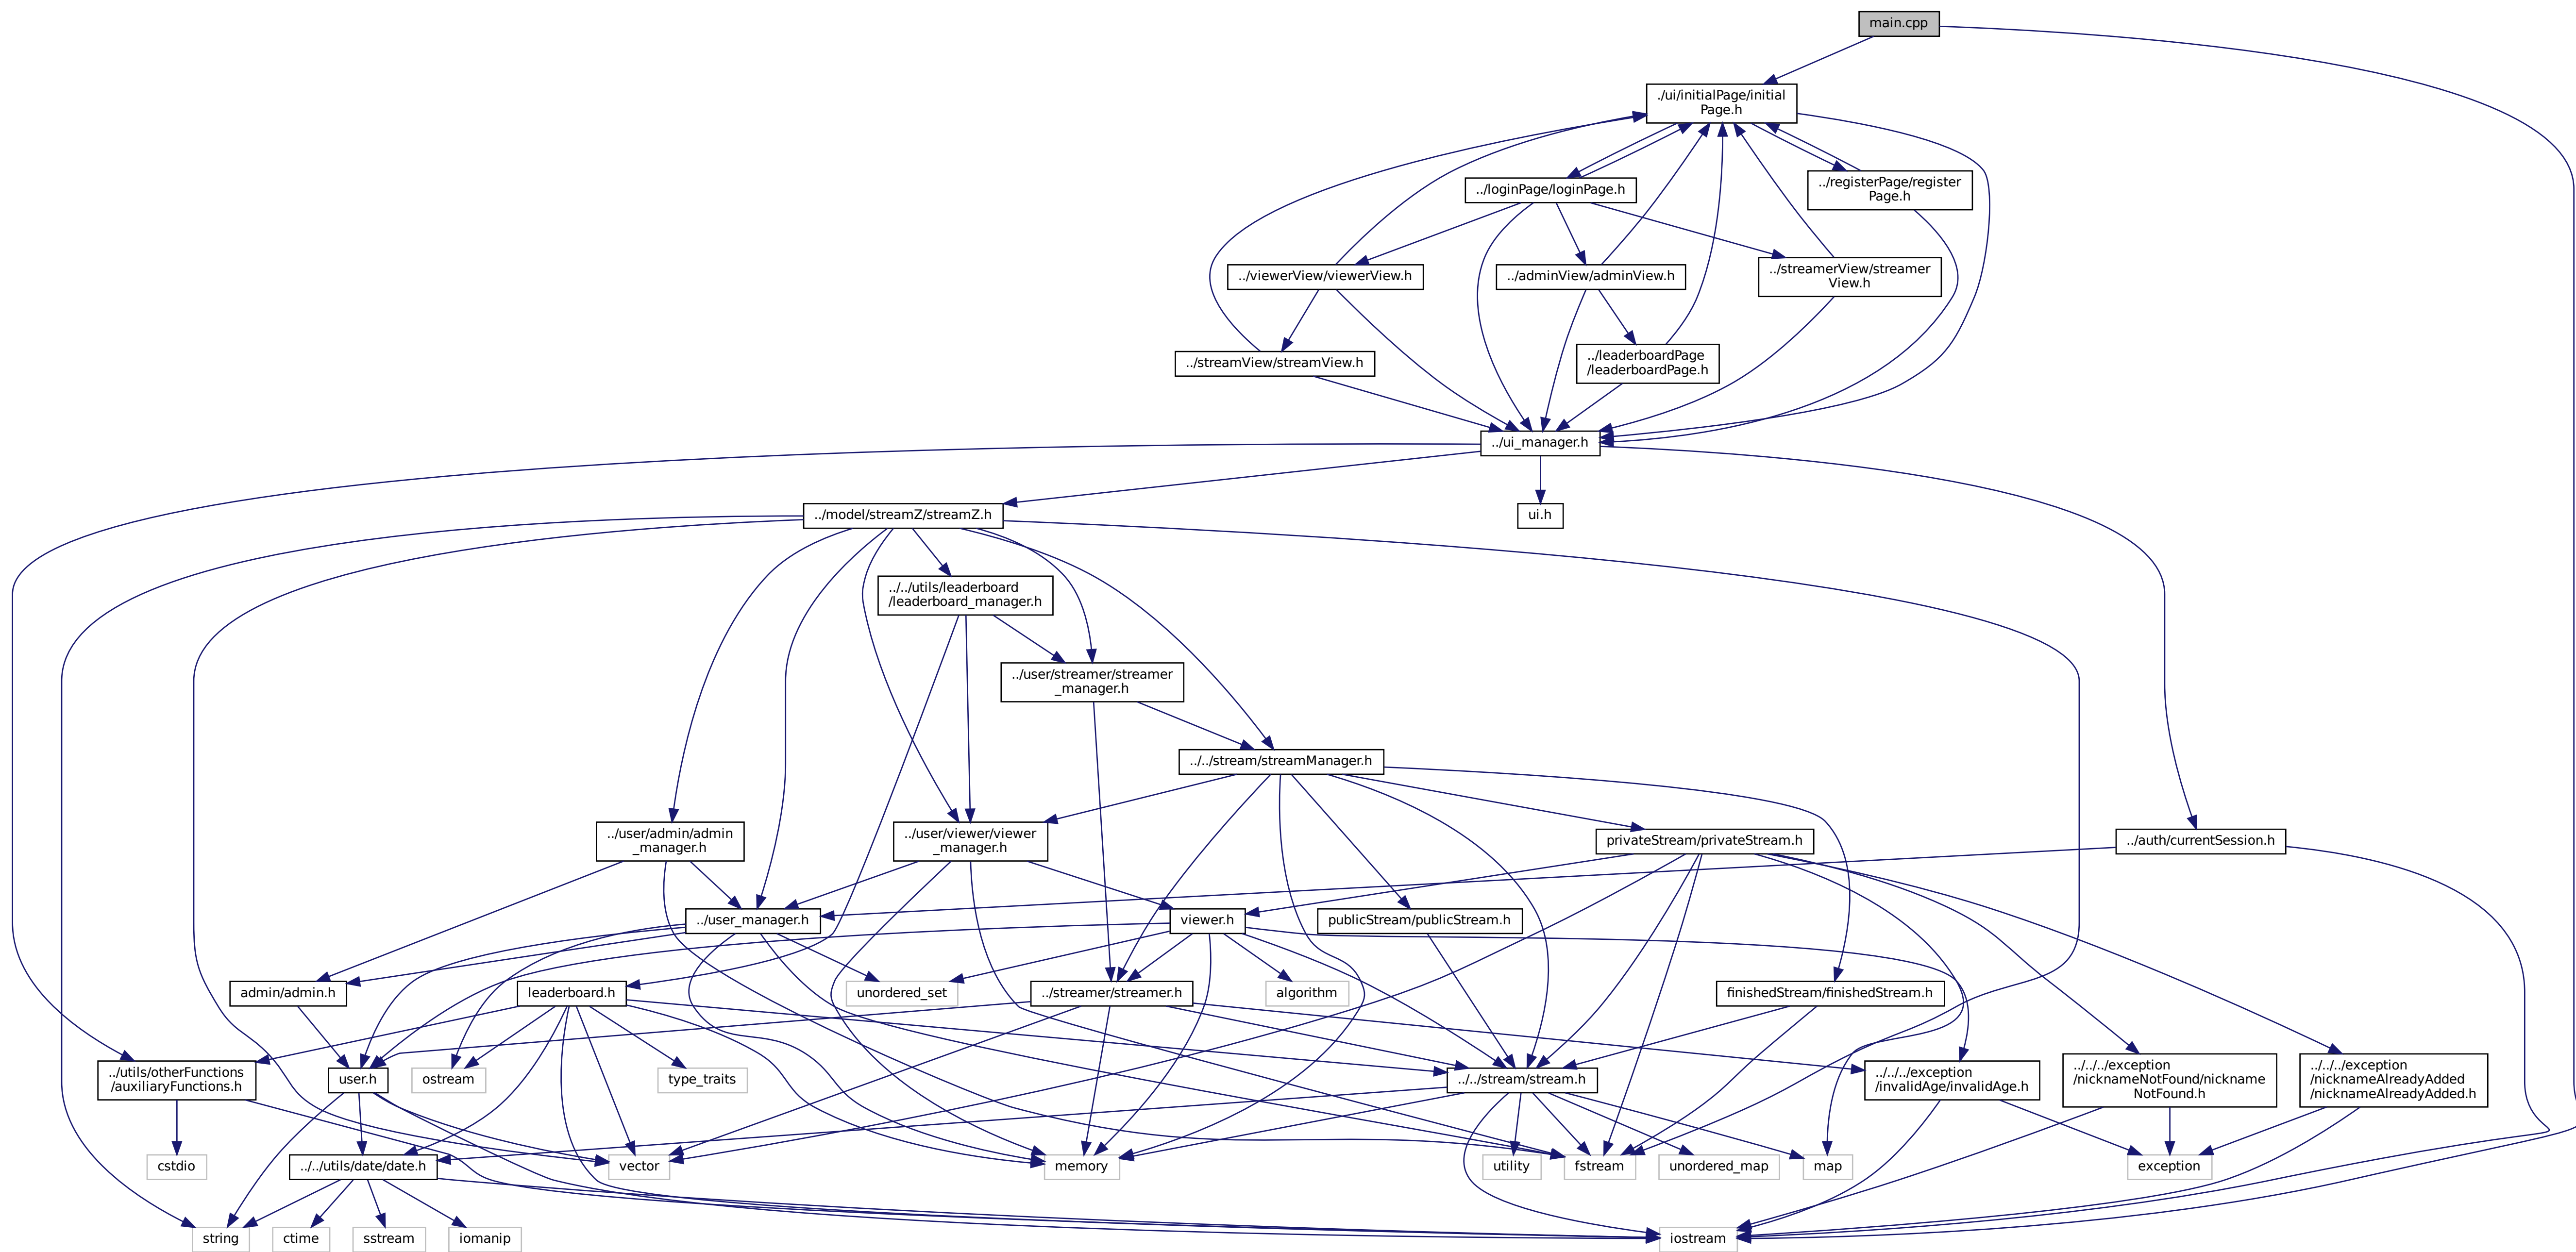 main.cpp
./ui/initialPage/initial
Page.h
../loginPage/loginPage.h
../registerPage/register
Page.h
../viewerView/viewerView.h
../adminView/adminView.h
../streamerView/streamer
View.h
../streamView/streamView.h
../leaderboardPage
/leaderboardPage.h
../ui_manager.h
../model/streamZ/streamZ.h
ui.h
../../utils/leaderboard
/leaderboard_manager.h
../user/streamer/streamer
_manager.h
../../stream/streamManager.h
../user/admin/admin
_manager.h
../user/viewer/viewer
_manager.h
privateStream/privateStream.h
../auth/currentSession.h
../user_manager.h
viewer.h
publicStream/publicStream.h
admin/admin.h
leaderboard.h
unordered_set
../streamer/streamer.h
algorithm
finishedStream/finishedStream.h
../utils/otherFunctions
/auxiliaryFunctions.h
user.h
ostream
type_traits
../../stream/stream.h
../../../exception
/invalidAge/invalidAge.h
../../../exception
/nicknameNotFound/nickname
NotFound.h
../../../exception
/nicknameAlreadyAdded
/nicknameAlreadyAdded.h
cstdio
../../utils/date/date.h
vector
memory
utility
fstream
unordered_map
map
exception
string
ctime
sstream
iomanip
iostream